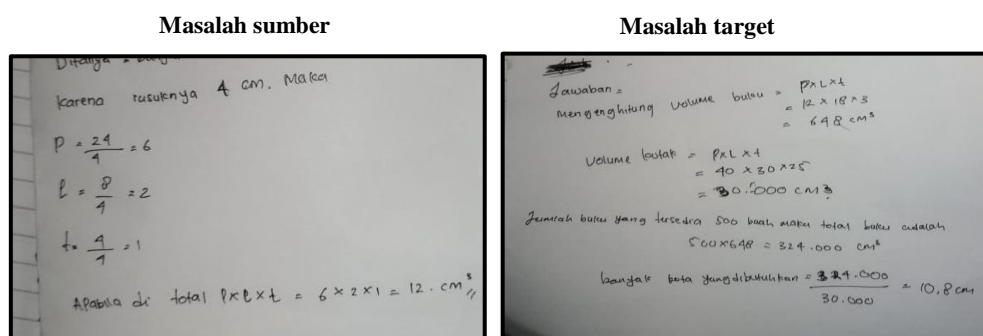 Masalah sumber
Ditanya =
Karena rusuknya 4 cm. Maka
P = 24/4 = 6
l = 8/4 = 2
t = 4/4 = 1
Apabila di total P x l x t = 6 x 2 x 1 = 12 . cm³ //
Masalah target
Jawaban =
Mengenghitung volume buku = P x L x t
= 12 x 18 x 3
= 648 cm³
Volume kotak = P x L x t
= 40 x 30 x 25
= 30.000 cm3
Jumlah buku yang tersedia 500 buah maka total buku adalah
500 x 648 = 324.000 cm³
banyak yang dibutuhkan = 324.000/30.000 = 10,8 cm